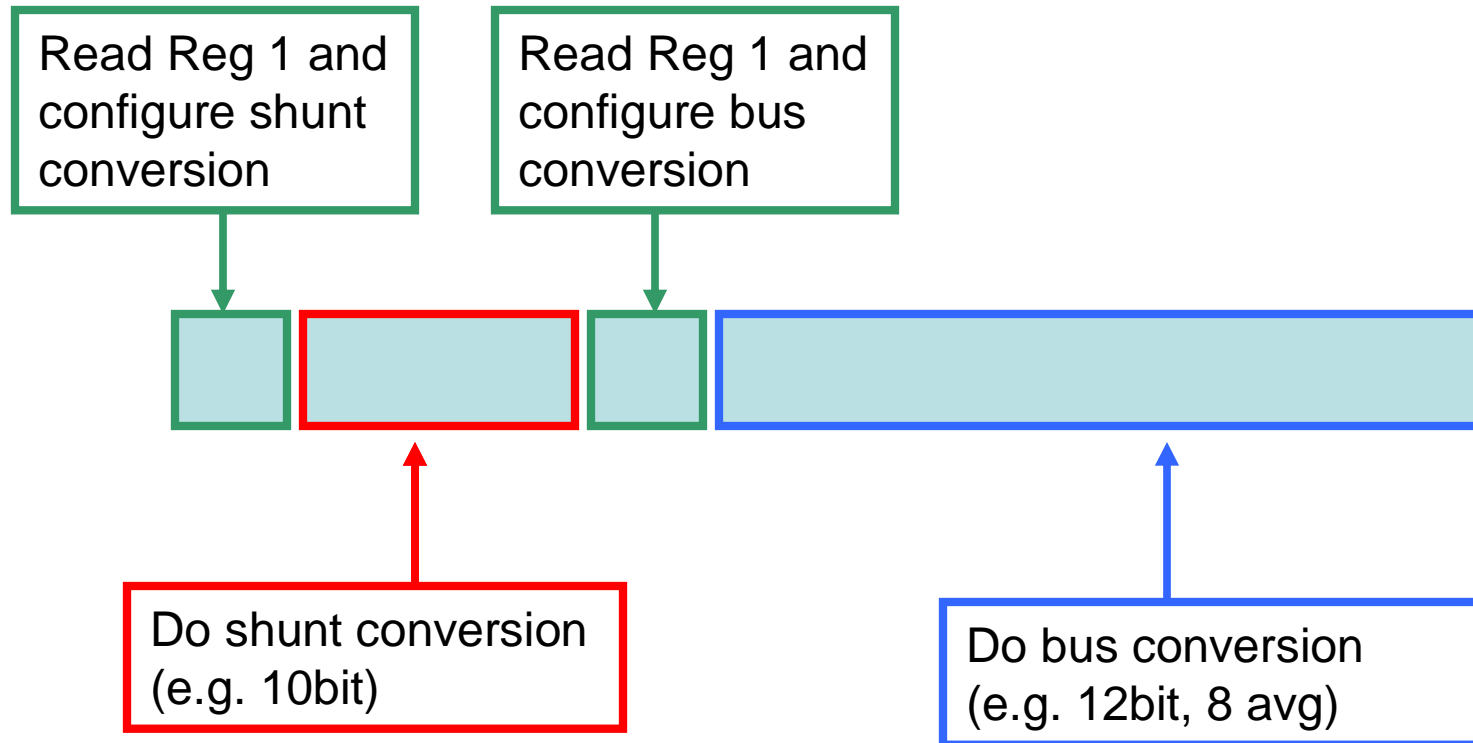 Read Reg 1 and
configure shunt
conversion
Read Reg 1 and
configure bus
conversion
Do shunt conversion
(e.g. 10bit)
Do bus conversion
(e.g. 12bit, 8 avg)